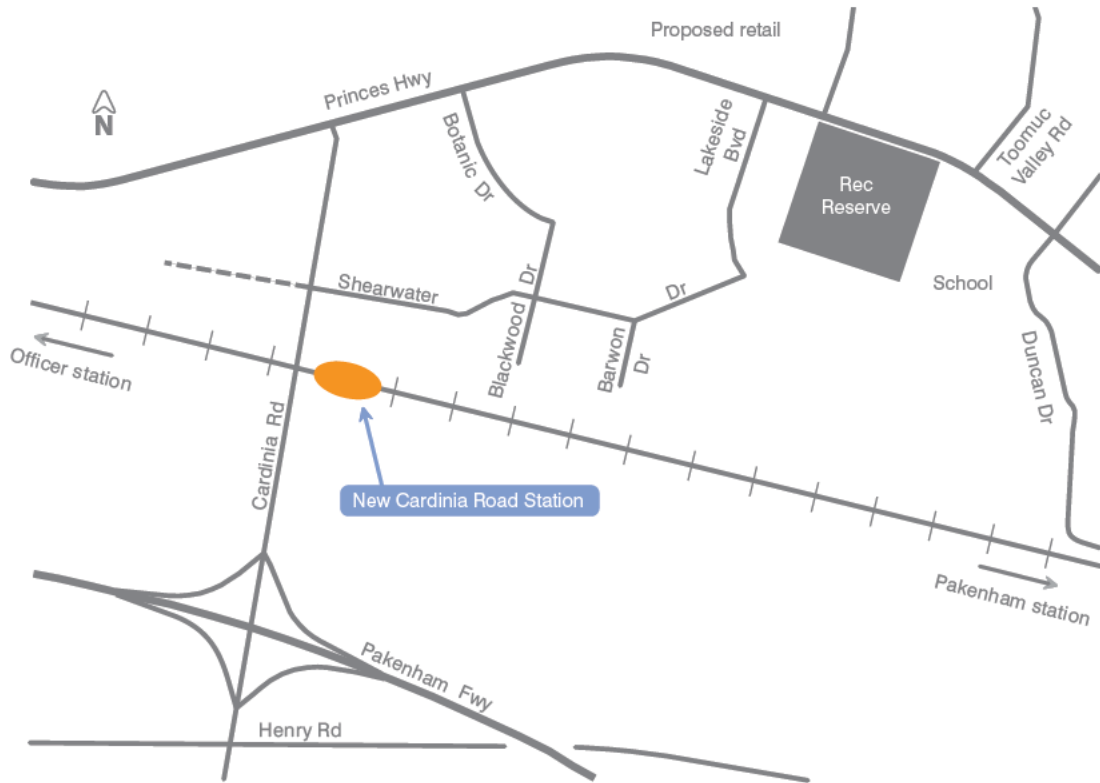 Proposed retail
Princes Hwy
N
Botanic Dr
Lakeside
Bvd
Toomuc
Valley Rd
Rec
Reserve
School
Shearwater
Dr
Blackwood
Dr
Barwon
Dr
Duncan Dr
Officer station
Cardinia Rd
New Cardinia Road Station
Pakenham station
Pakenham Fwy
Henry Rd